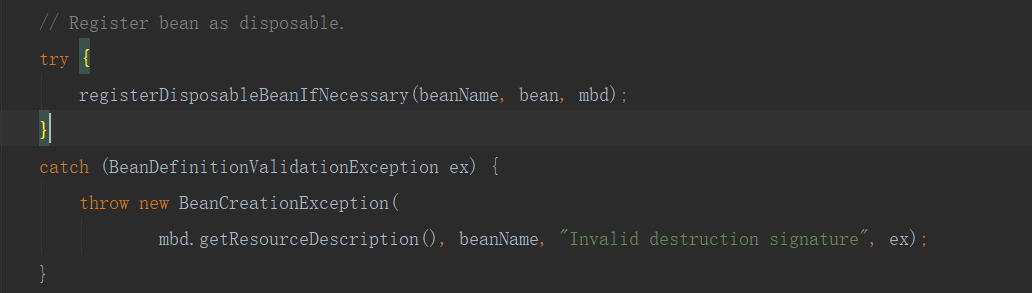 // Register bean as disposable.
try {
registerDisposableBeanIfNecessary(beanName, bean, mbd);
}
catch (BeanDefinitionValidationException ex) {
throw new BeanCreationException(
mbd.getResourceDescription(), beanName, "Invalid destruction signature", ex);
}